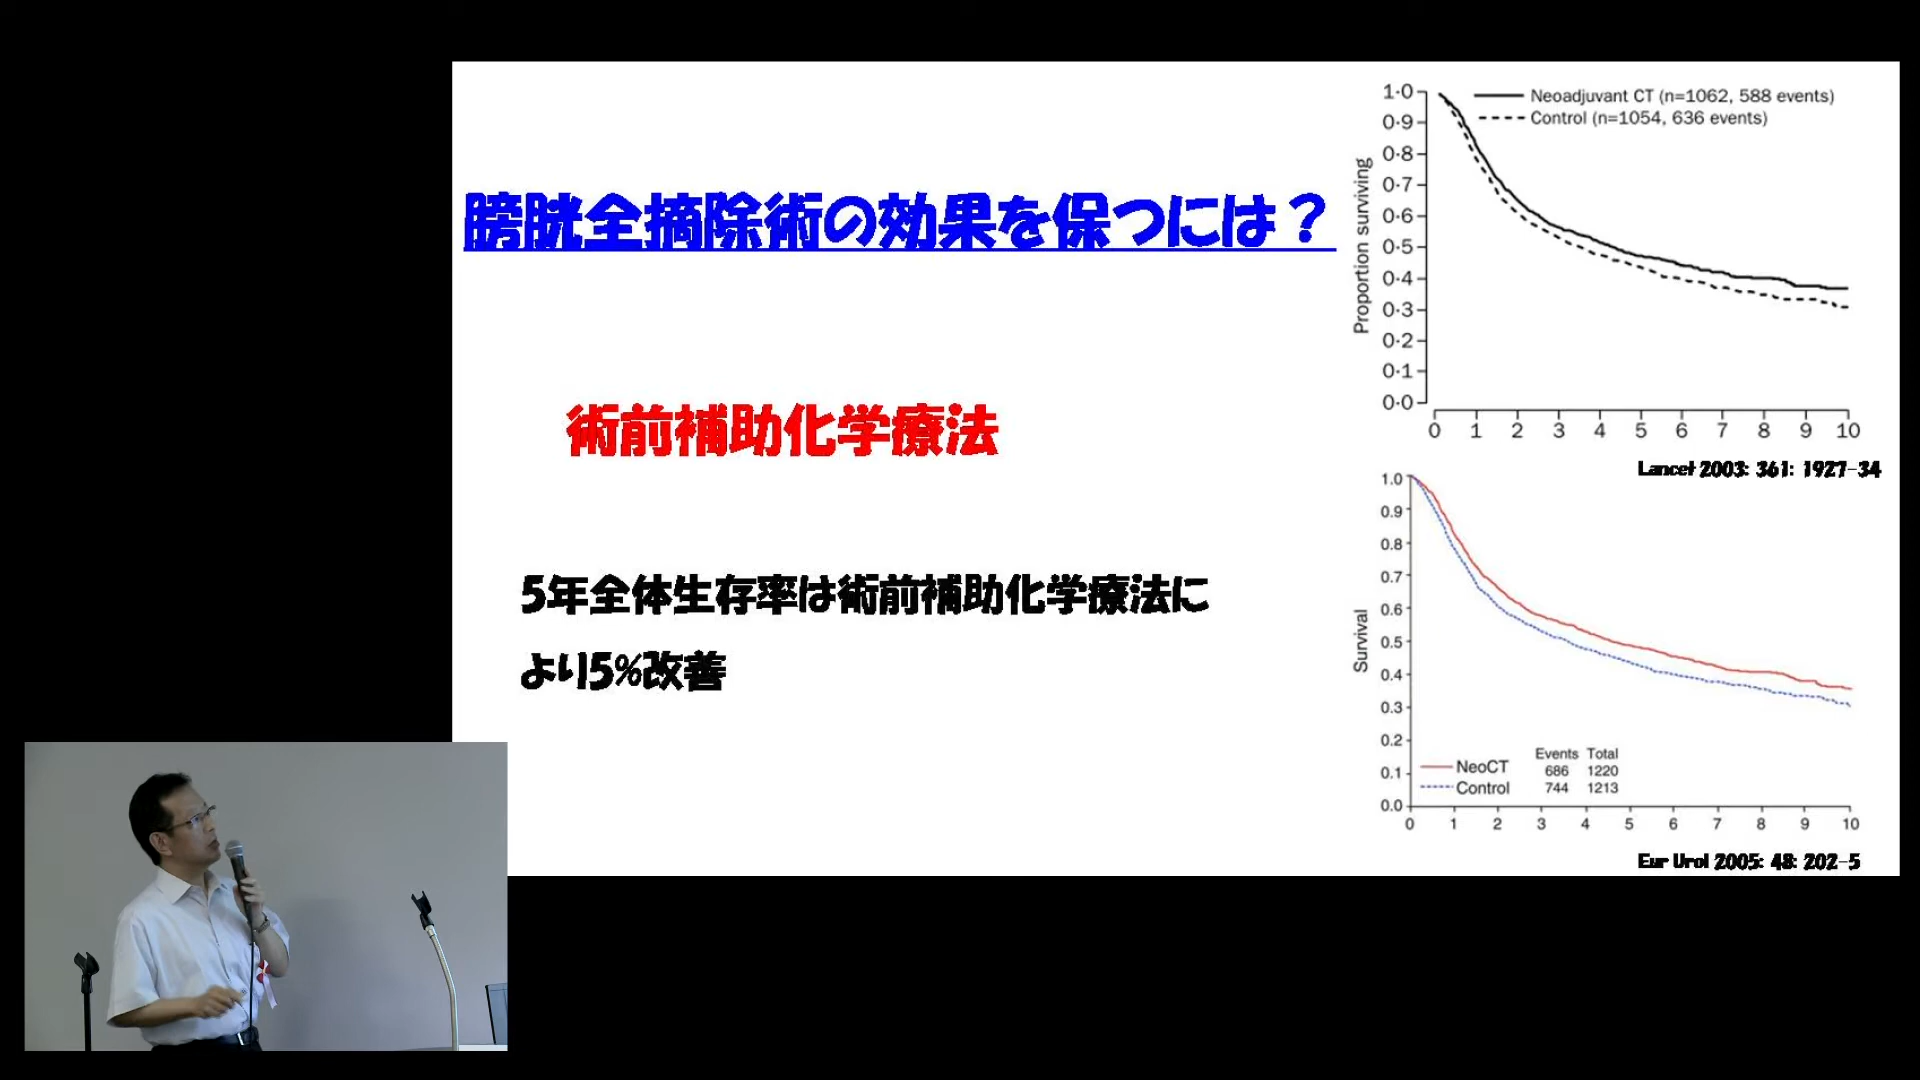 膀胱全摘除術の効果を保つには？
術前補助化学療法
5年全体生存率は術前補助化学療法に
より5%改善
Neoadjuvant CT (n=1062, 588 events)
Control (n=1054, 636 events)
Proportion surviving
1·0
0·9
0·8
0·7
0·6
0·5
0·4
0·3
0·2
0·1
0·0
0 1 2 3 4 5 6 7 8 9 10
Lancet 2003: 361: 1927-34
Survival
1.0
0.9
0.8
0.7
0.6
0.5
0.4
0.3
0.2
0.1
0.0
Events Total
NeoCT 686 1220
Control 744 1213
0 1 2 3 4 5 6 7 8 9 10
Eur Urol 2005: 48: 202-5